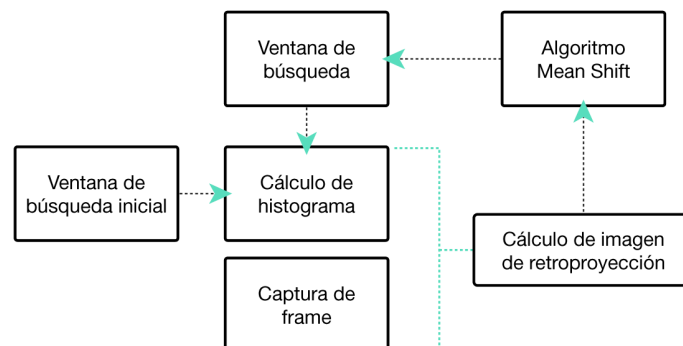 Ventana de
búsqueda
Algoritmo
Mean Shift
Ventana de
búsqueda inicial
Cálculo de
histograma
Cálculo de imagen
de retroproyección
Captura de
frame